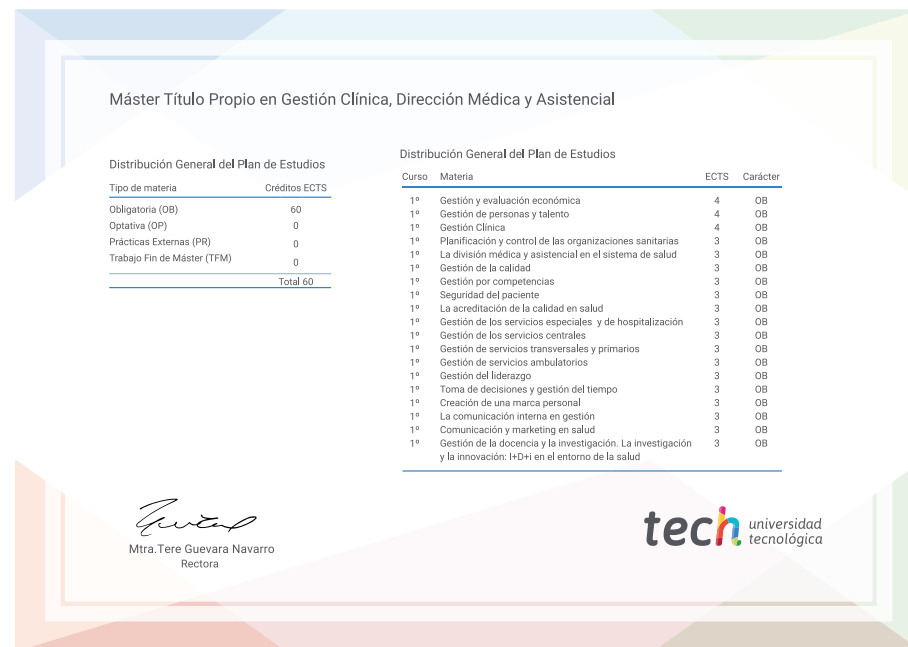 Máster Título Propio en Gestión Clínica, Dirección Médica y Asistencial
Distribución General del Plan de Estudios
Tipo de materia Créditos ECTS
Obligatoria (OB) 60
Optativa (OP) 0
Prácticas Externas (PR) 0
Trabajo Fin de Máster (TFM) 0
Total 60
Distribución General del Plan de Estudios
Curso Materia ECTS Carácter
1º Gestión y evaluación económica 4 OB
1º Gestión de personas y talento 4 OB
1º Gestión Clínica 4 OB
1º Planificación y control de las organizaciones sanitarias 3 OB
1º La división médica y asistencial en el sistema de salud 3 OB
1º Gestión de la calidad 3 OB
1º Gestión por competencias 3 OB
1º Seguridad del paciente 3 OB
1º La acreditación de la calidad en salud 3 OB
1º Gestión de los servicios especiales y de hospitalización 3 OB
1º Gestión de los servicios centrales 3 OB
1º Gestión de servicios transversales y primarios 3 OB
1º Gestión de servicios ambulatorios 3 OB
1º Gestión del liderazgo 3 OB
1º Toma de decisiones y gestión del tiempo 3 OB
1º Creación de una marca personal 3 OB
1º La comunicación interna en gestión 3 OB
1º Comunicación y marketing en salud 3 OB
1º Gestión de la docencia y la investigación. La investigación 3 OB
y la innovación: I+D+i en el entorno de la salud
Mtra.Tere Guevara Navarro
Rectora
tech universidad
tecnológica